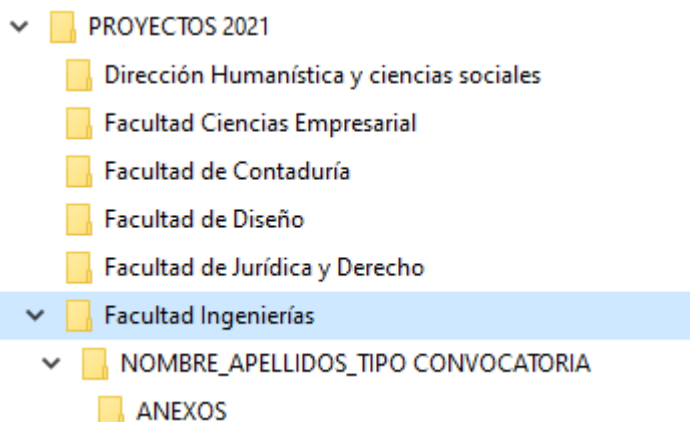 PROYECTOS 2021
Dirección Humanística y ciencias sociales
Facultad Ciencias Empresarial
Facultad de Contaduría
Facultad de Diseño
Facultad de Jurídica y Derecho
Facultad Ingenierías
NOMBRE_APELLIDOS_TIPO CONVOCATORIA
ANEXOS